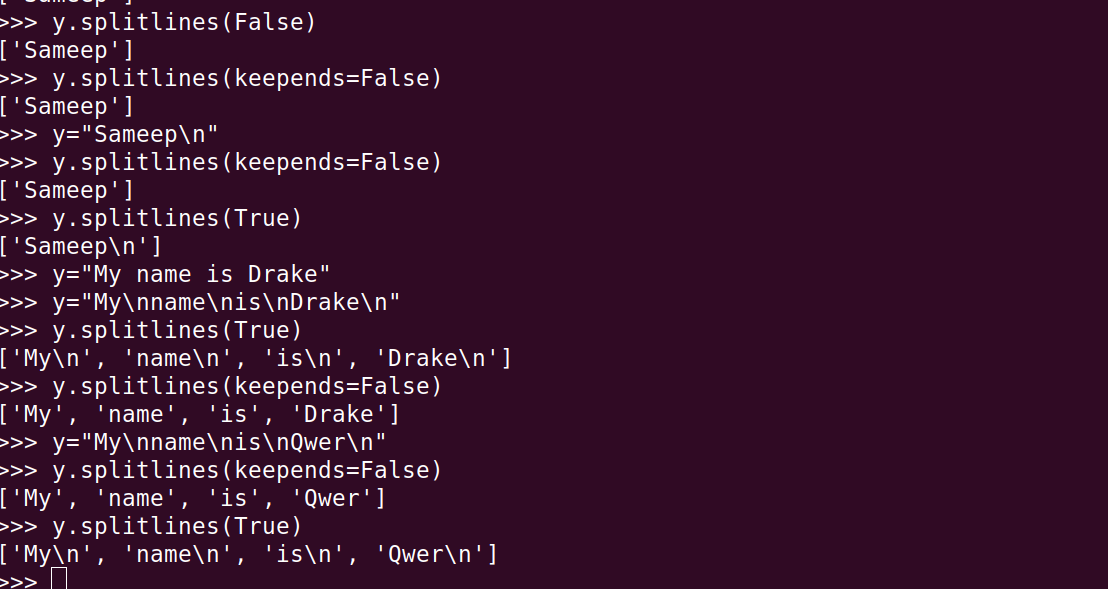 ['Sameep']
>>> y.splitlines(False)
['Sameep']
>>> y.splitlines(keepends=False)
['Sameep']
>>> y="Sameep\n"
>>> y.splitlines(keepends=False)
['Sameep']
>>> y.splitlines(True)
['Sameep\n']
>>> y="My name is Drake"
>>> y="My\nname\nis\nDrake\n"
>>> y.splitlines(True)
['My\n', 'name\n', 'is\n', 'Drake\n']
>>> y.splitlines(keepends=False)
['My', 'name', 'is', 'Drake']
>>> y="My\nname\nis\nQwer\n"
>>> y.splitlines(keepends=False)
['My', 'name', 'is', 'Qwer']
>>> y.splitlines(True)
['My\n', 'name\n', 'is\n', 'Qwer\n']
>>>